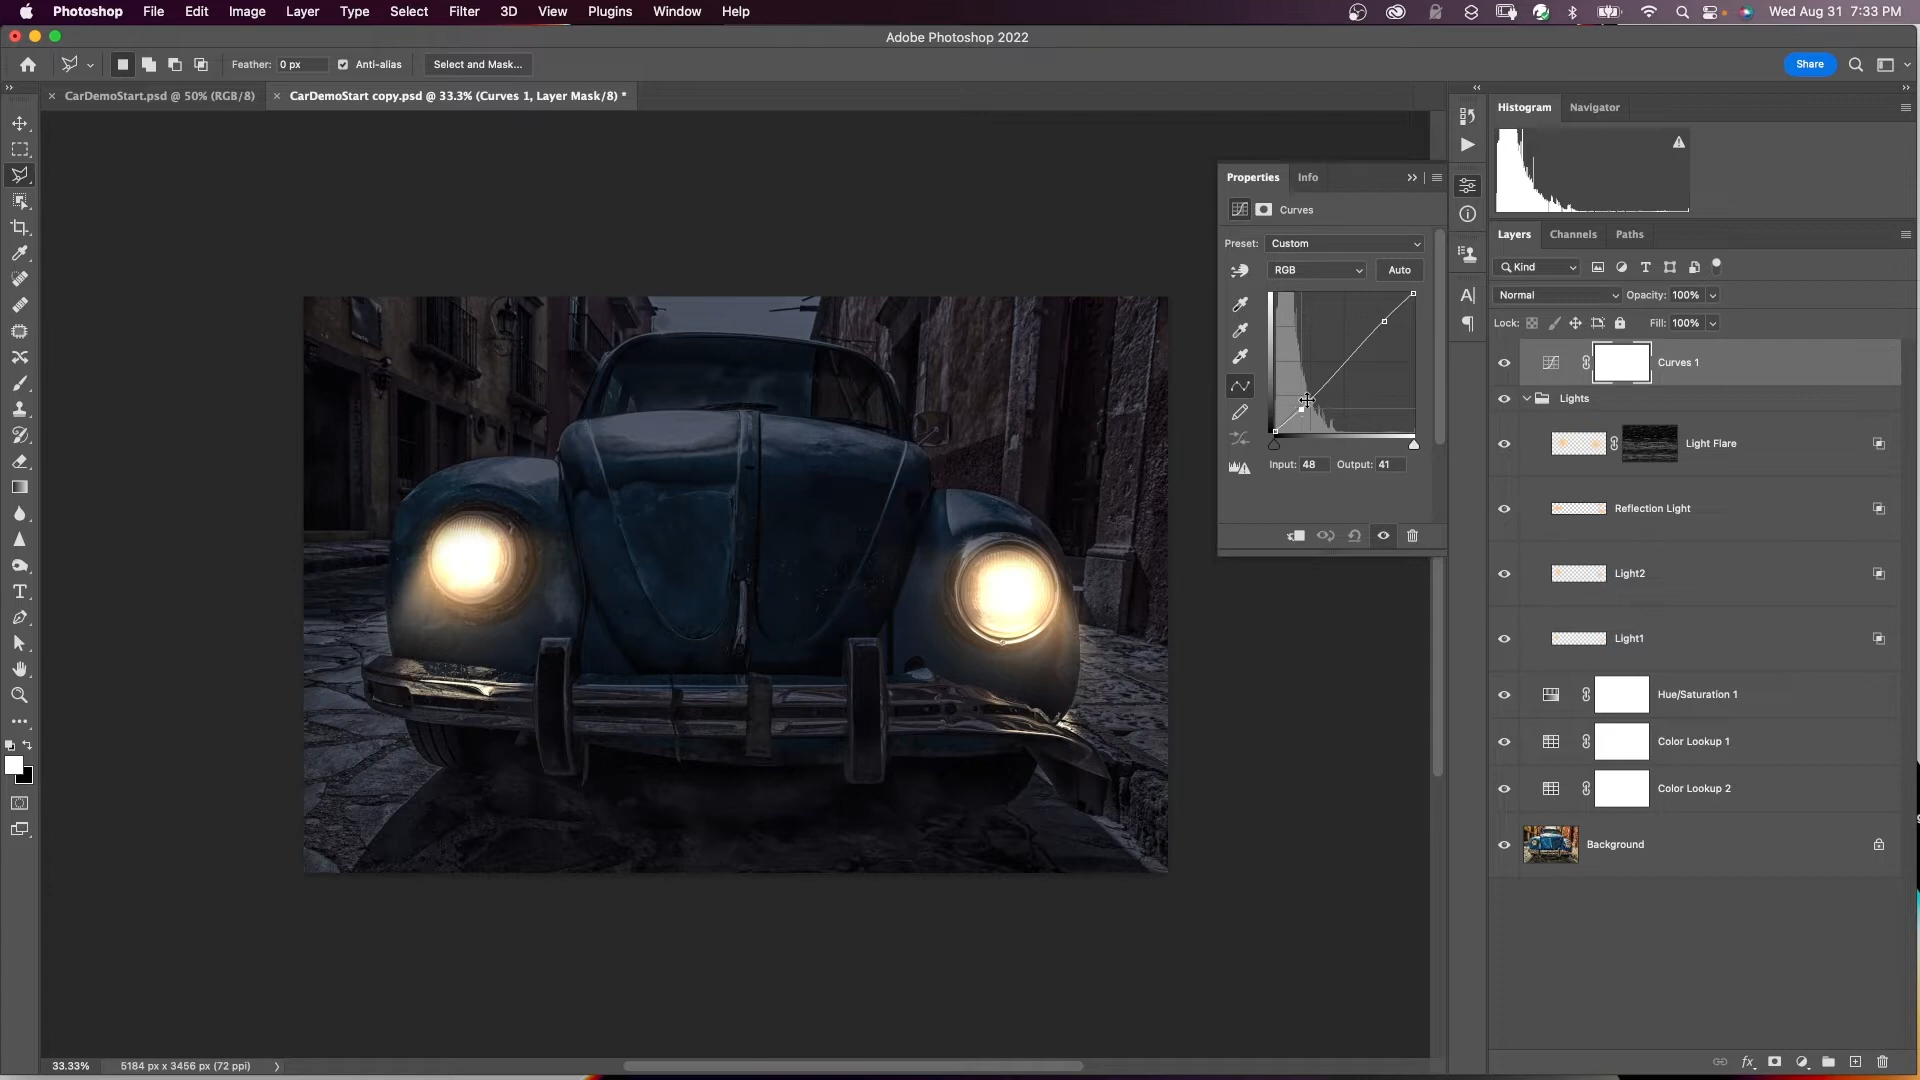 Photoshop File Edit Image Layer Type Select Filter 3D View Plugins Window Help Wed Aug 31 7:33 PM
Adobe Photoshop 2022
Feather: 0 px Anti-alias Select and Mask... Share
CarDemoStart.psd @ 50% (RGB/8) CarDemoStart copy.psd @ 33.3% (Curves 1, Layer Mask/8) *
Histogram Navigator
Properties Info
Curves
Preset: Custom
RGB Auto
Input: 48 Output: 41
Layers Channels Paths
Kind
Normal Opacity: 100%
Lock: Fill: 100%
Curves 1
Lights
Light Flare
Reflection Light
Light2
Light1
Hue/Saturation 1
Color Lookup 1
Color Lookup 2
Background
33.33% 5184 px x 3456 px (72 ppi)